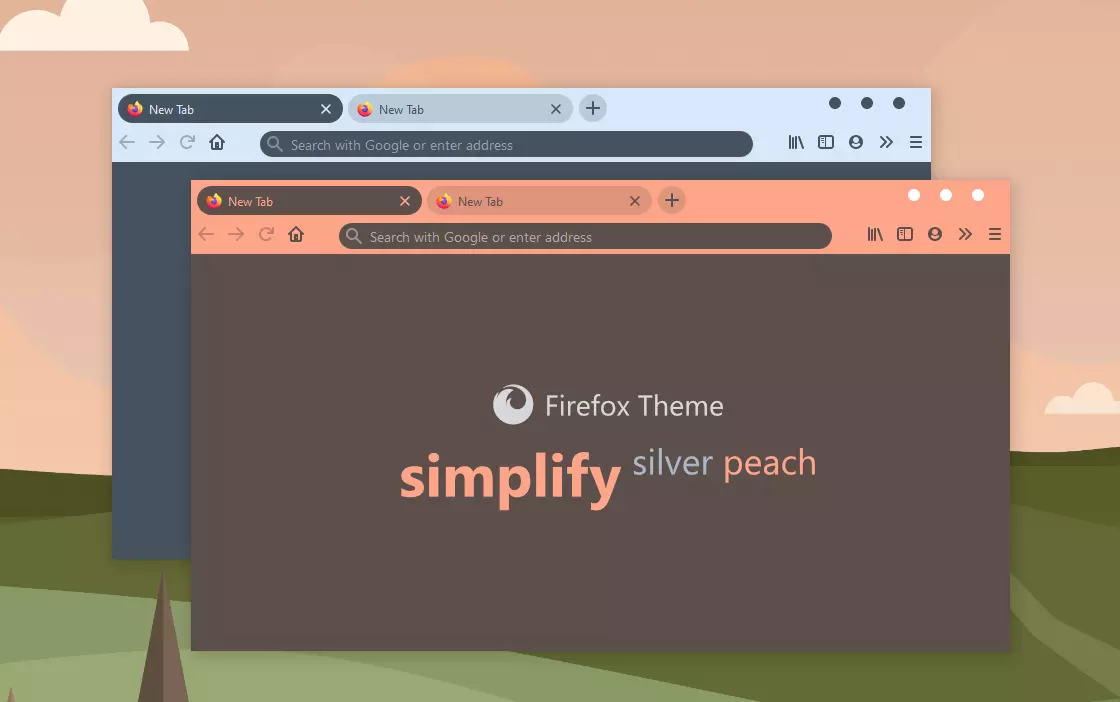 New Tab New Tab
Search with Google or enter address
New Tab New Tab
Search with Google or enter address
Firefox Theme
simplify silver peach